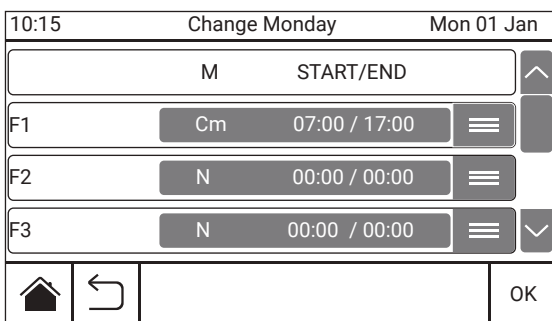 10:15 Change Monday Mon 01 Jan
M START/END
F1 Cm 07:00 / 17:00
F2 N 00:00 / 00:00
F3 N 00:00 / 00:00
OK